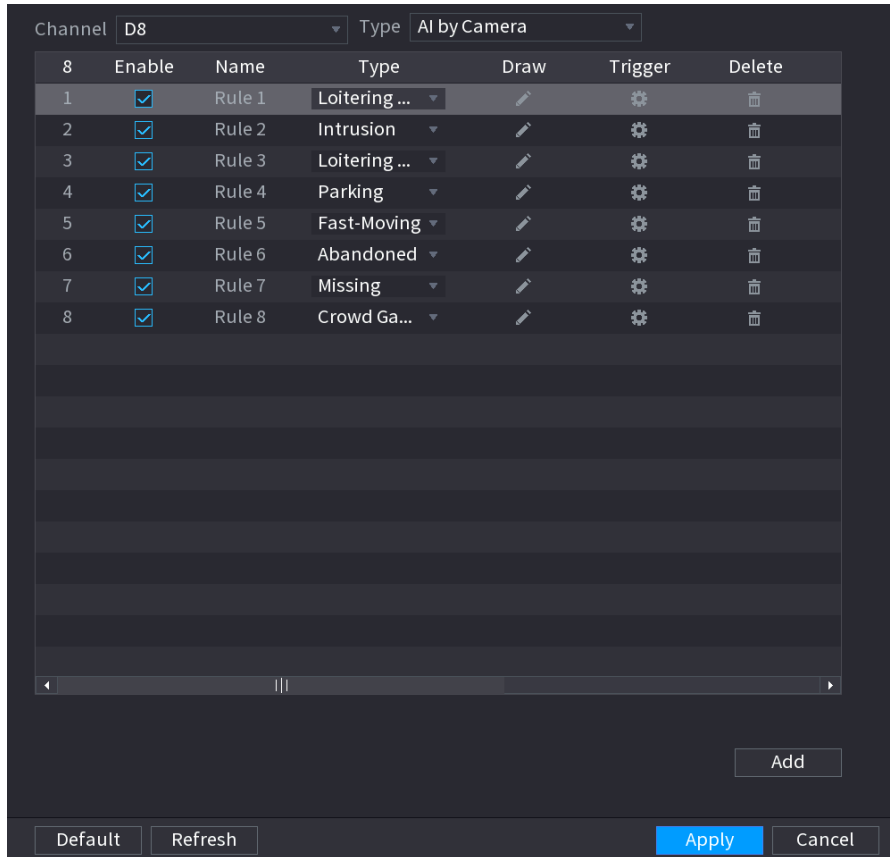 Channel D8 Type AI by Camera
8 Enable Name Type Draw Trigger Delete
1 Rule 1 Loitering ...
2 Rule 2 Intrusion
3 Rule 3 Loitering ...
4 Rule 4 Parking
5 Rule 5 Fast-Moving
6 Rule 6 Abandoned
7 Rule 7 Missing
8 Rule 8 Crowd Ga...
Add
Default Refresh Apply Cancel